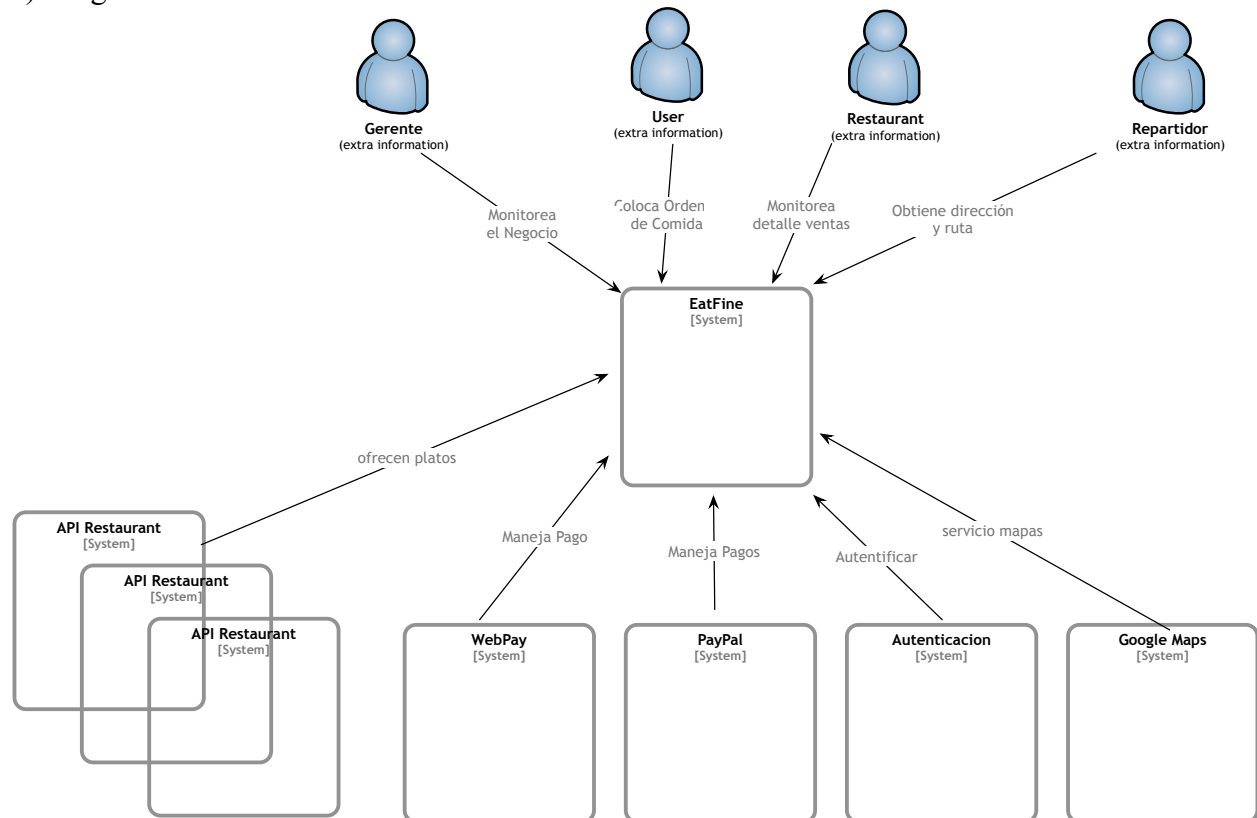 Gerente
(extra information)
User
(extra information)
Restaurant
(extra information)
Repartidor
(extra information)
Monitorea
el Negocio
Coloca Orden
de Comida
Monitorea
detalle ventas
Obtiene dirección
y ruta
EatFine
[System]
ofrecen platos
Maneja Pago
Maneja Pagos
Autentificar
servicio mapas
API Restaurant
[System]
API Restaurant
[System]
API Restaurant
[System]
WebPay
[System]
PayPal
[System]
Autenticacion
[System]
Google Maps
[System]